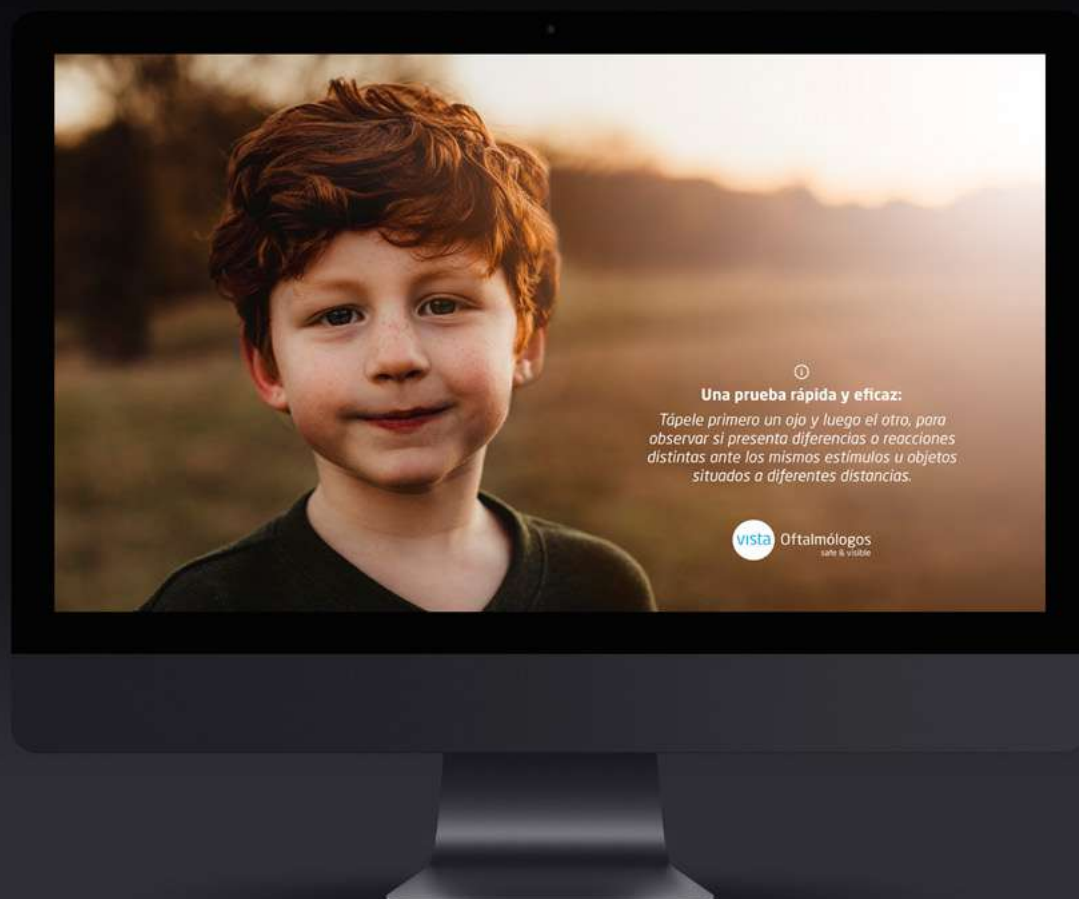 Una prueba rápida y eficaz:
Tápele primero un ojo y luego el otro, para
observar si presenta diferencias o reacciones
distintas ante los mismos estímulos u objetos
situados a diferentes distancias.
vista Oftalmólogos
safe & visible